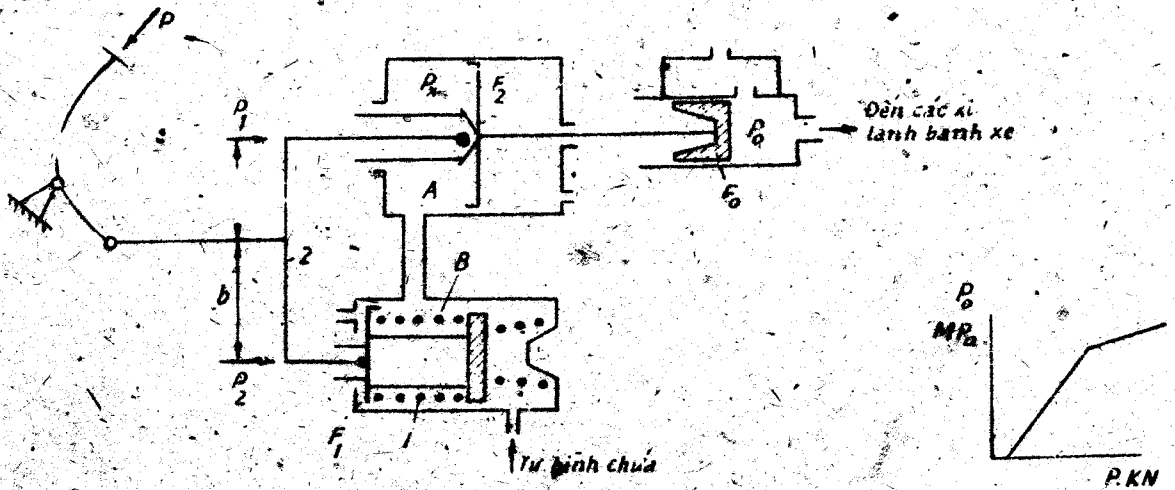 P
P1
Px
F2
A
P0
F0
Đến các xi
lanh bánh xe
2
b
B
P2
F1
1
Từ bình chứa
P0
MPa
P.KN